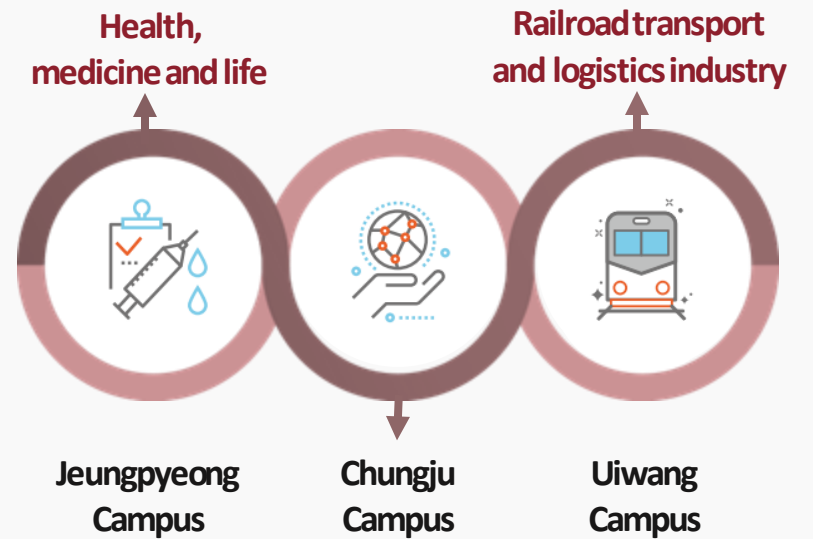 Health,
medicine and life
Railroad transport
and logistics industry
Jeungpyeong
Campus
Chungju
Campus
Uiwang
Campus